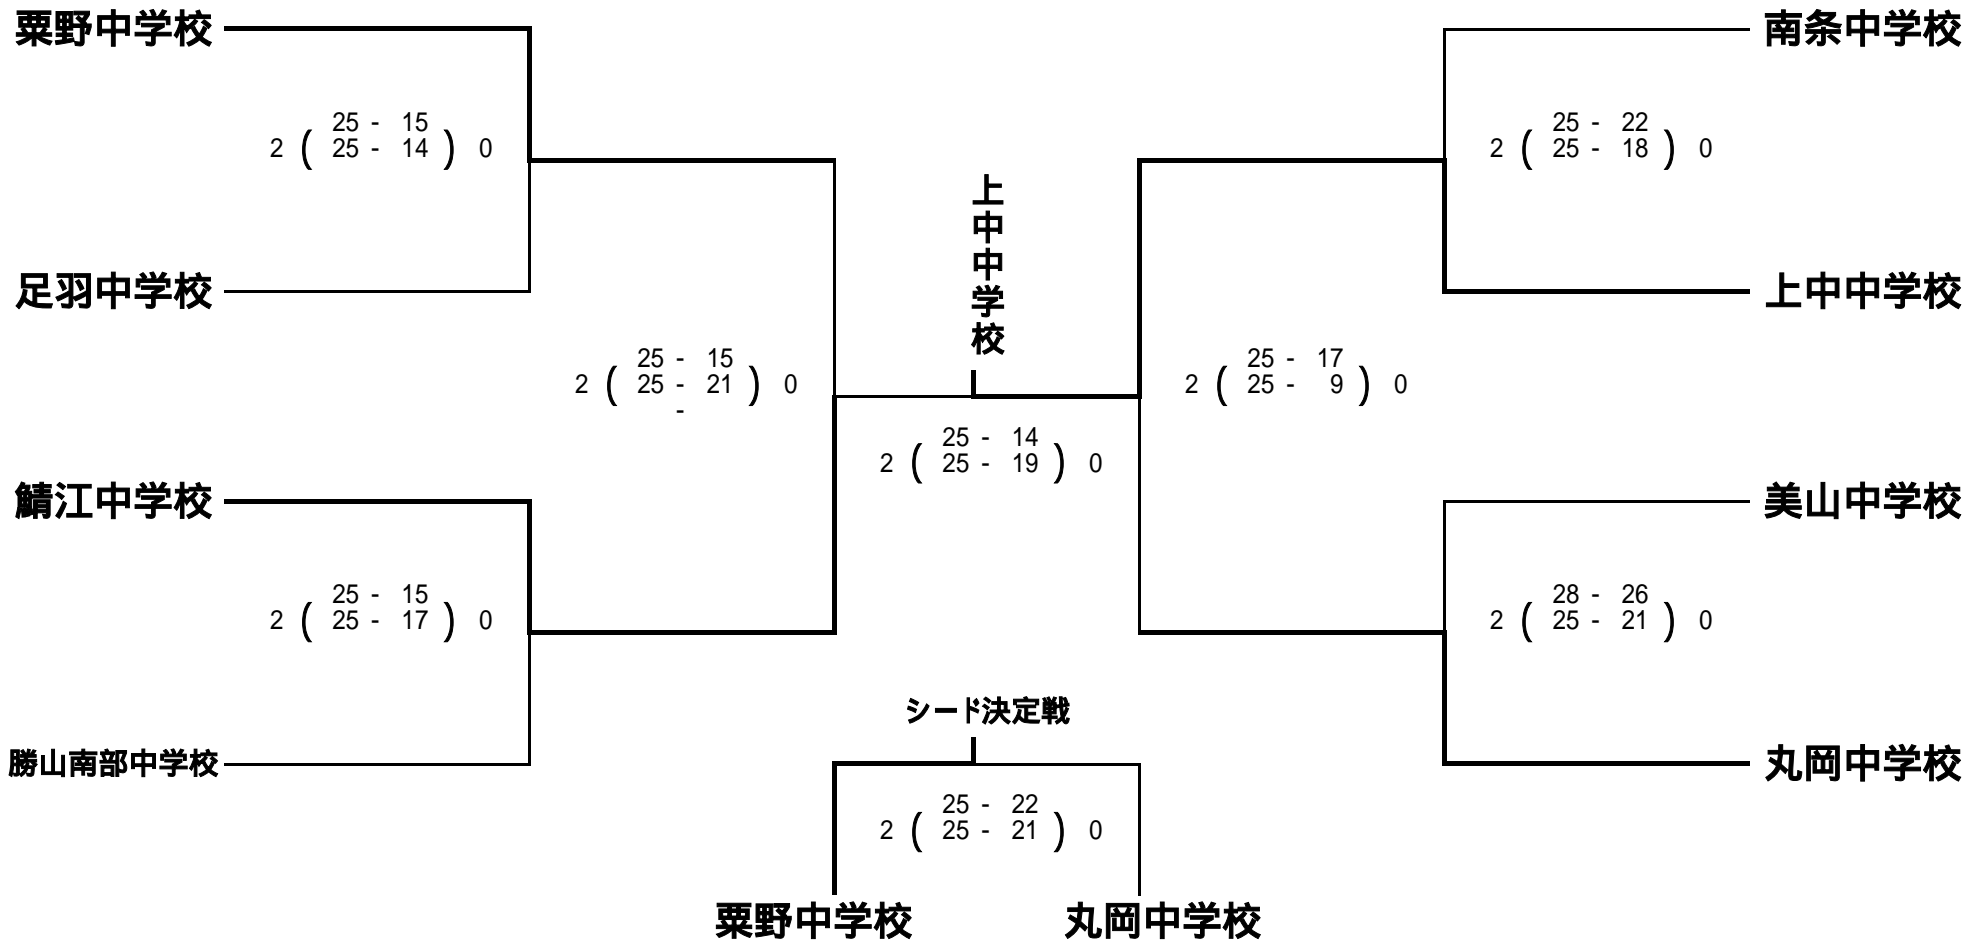 粟野中学校
南条中学校
25 - 15
2 ( 25 - 14 ) 0
25 - 22
2 ( 25 - 18 ) 0
上中中学校
足羽中学校
上中中学校
25 - 15
2 ( 25 - 21 ) 0
-
25 - 17
2 ( 25 - 9 ) 0
25 - 14
2 ( 25 - 19 ) 0
鯖江中学校
美山中学校
25 - 15
2 ( 25 - 17 ) 0
28 - 26
2 ( 25 - 21 ) 0
シード決定戦
勝山南部中学校
丸岡中学校
25 - 22
2 ( 25 - 21 ) 0
粟野中学校
丸岡中学校